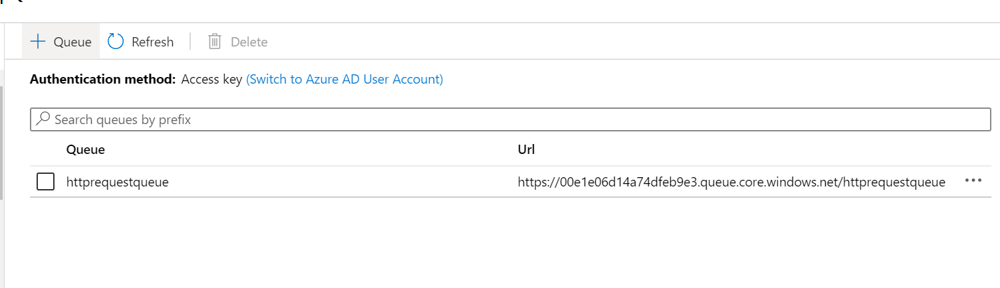 Queue Refresh Delete
Authentication method: Access key (Switch to Azure AD User Account)
Search queues by prefix
Queue Url
httprequestqueue https://00e1e06d14a74dfeb9e3.queue.core.windows.net/httprequestqueue